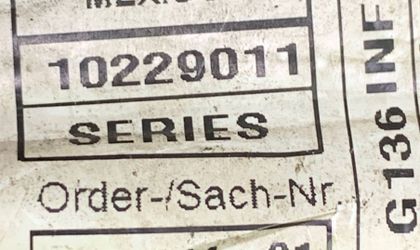 10229011
SERIES
Order-/Sach-Nr.
G 136 INF